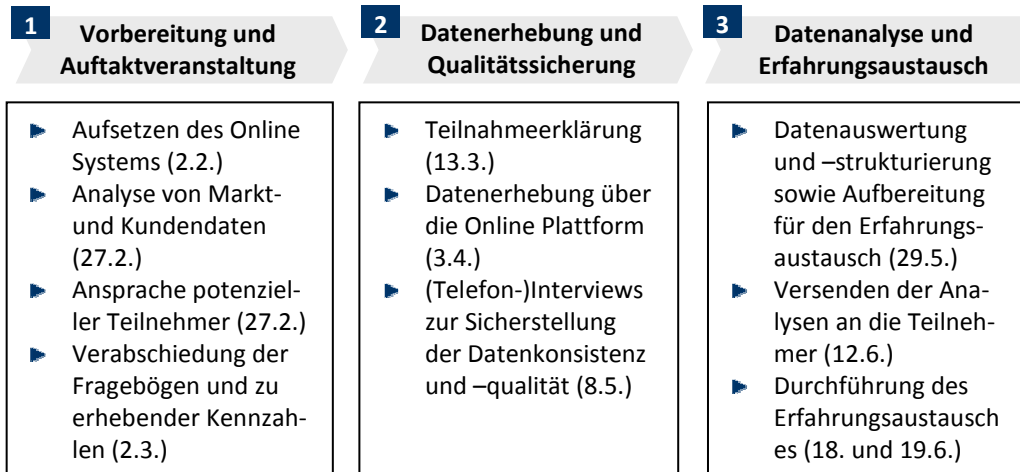 1
Vorbereitung und
Auftaktveranstaltung
Aufsetzen des Online
Systems (2.2.)
Analyse von Markt-
und Kundendaten
(27.2.)
Ansprache potenziel-
ler Teilnehmer (27.2.)
Verabschiedung der
Fragebögen und zu
erhebender Kennzah-
len (2.3.)
2
Datenerhebung und
Qualitätssicherung
Teilnahmeerklärung
(13.3.)
Datenerhebung über
die Online Plattform
(3.4.)
(Telefon-)Interviews
zur Sicherstellung
der Datenkonsistenz
und –qualität (8.5.)
3
Datenanalyse und
Erfahrungsaustausch
Datenauswertung
und –strukturierung
sowie Aufbereitung
für den Erfahrungs-
austausch (29.5.)
Versenden der Ana-
lysen an die Teilneh-
mer (12.6.)
Durchführung des
Erfahrungsaustausch
es (18. und 19.6.)